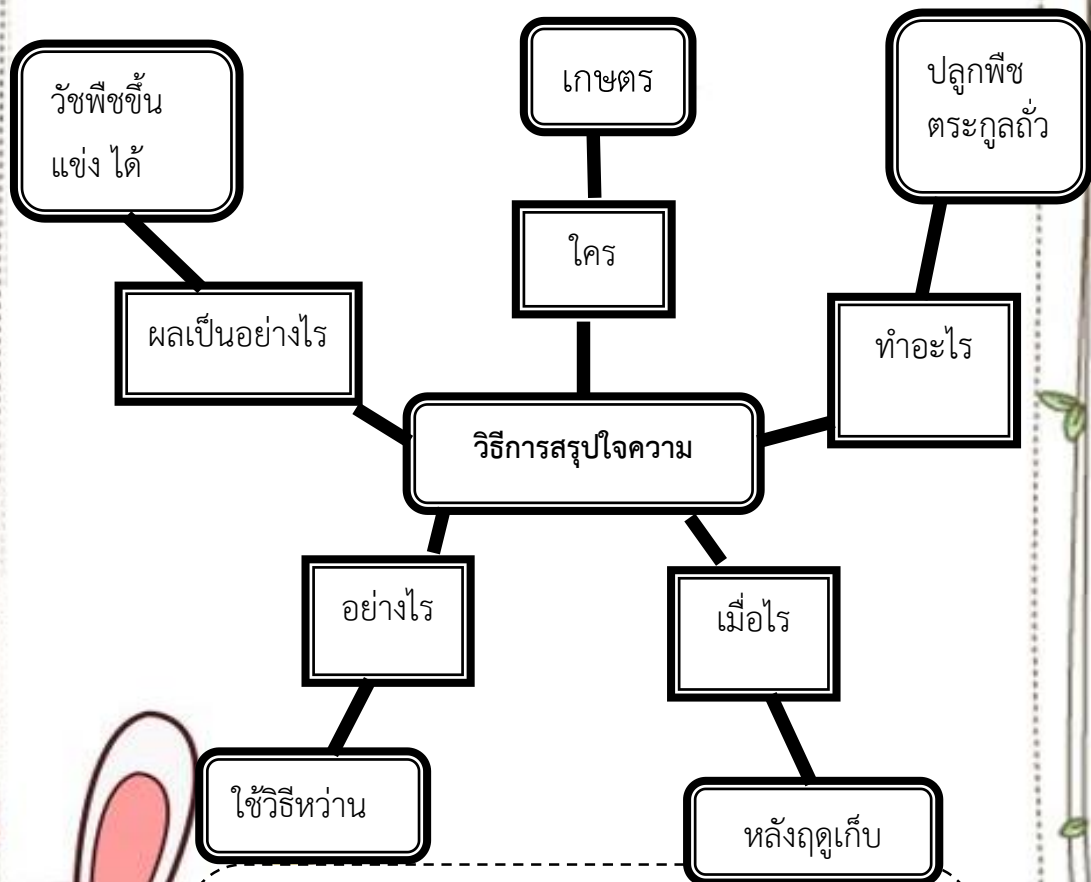 เกษตร
วัชพืชขึ้น
แข่ง ได้
ปลูกพืช
ตระกูลถั่ว
ใคร
ผลเป็นอย่างไร
ทำอะไร
วิธีการสรุปใจความ
อย่างไร
เมื่อไร
ใช้วิธีหว่าน
หลังฤดูเก็บ